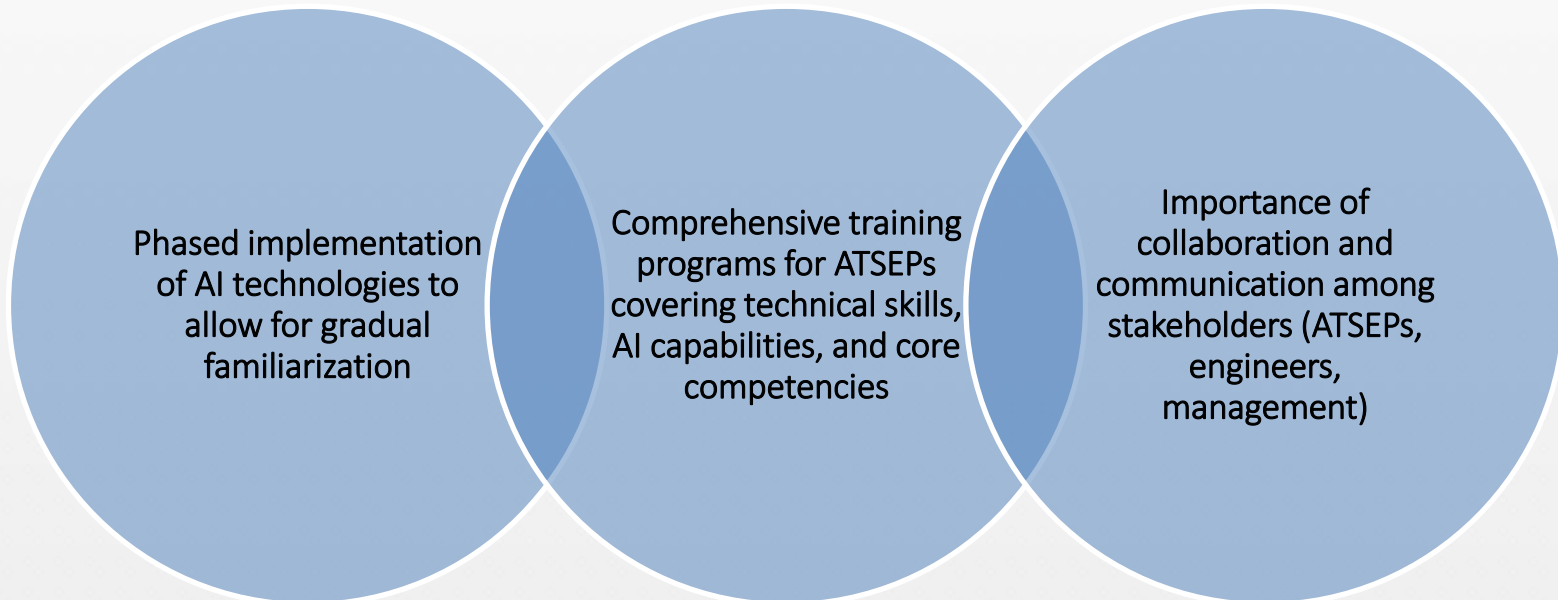 Phased implementation
of AI technologies to
allow for gradual
familiarization
Comprehensive training
programs for ATSEPs
covering technical skills,
AI capabilities, and core
competencies
Importance of
collaboration and
communication among
stakeholders (ATSEPs,
engineers,
management)